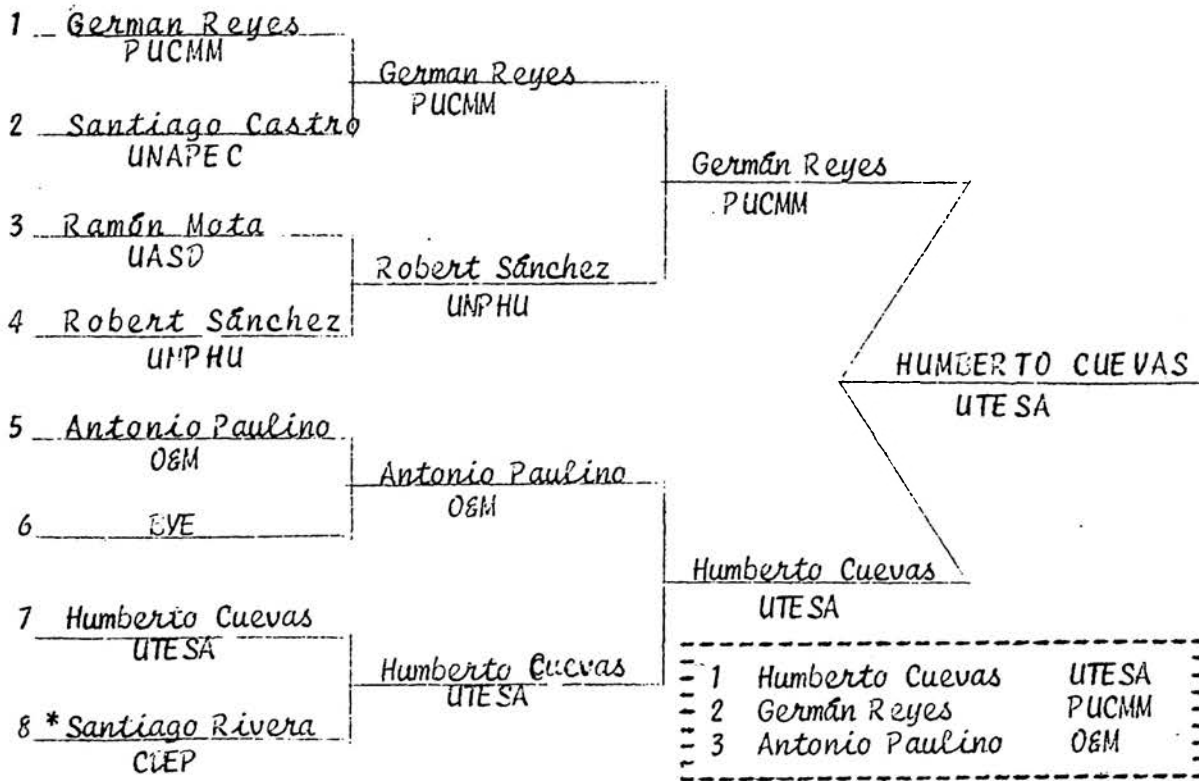 1 German Reyes
PUCMM
2 Santiago Castro
UNAPEC
3 Ramón Mota
UASD
4 Robert Sánchez
UNPHU
5 Antonio Paulino
O&M
6 BYE
7 Humberto Cuevas
UTESA
8 * Santiago Rivera
CIEP
German Reyes
PUCMM
Robert Sánchez
UNPHU
Antonio Paulino
O&M
Humberto Cuevas
UTESA
Germán Reyes
PUCMM
Humberto Cuevas
UTESA
HUMBERTO CUEVAS
UTESA
1 Humberto Cuevas UTESA
2 Germán Reyes PUCMM
3 Antonio Paulino O&M